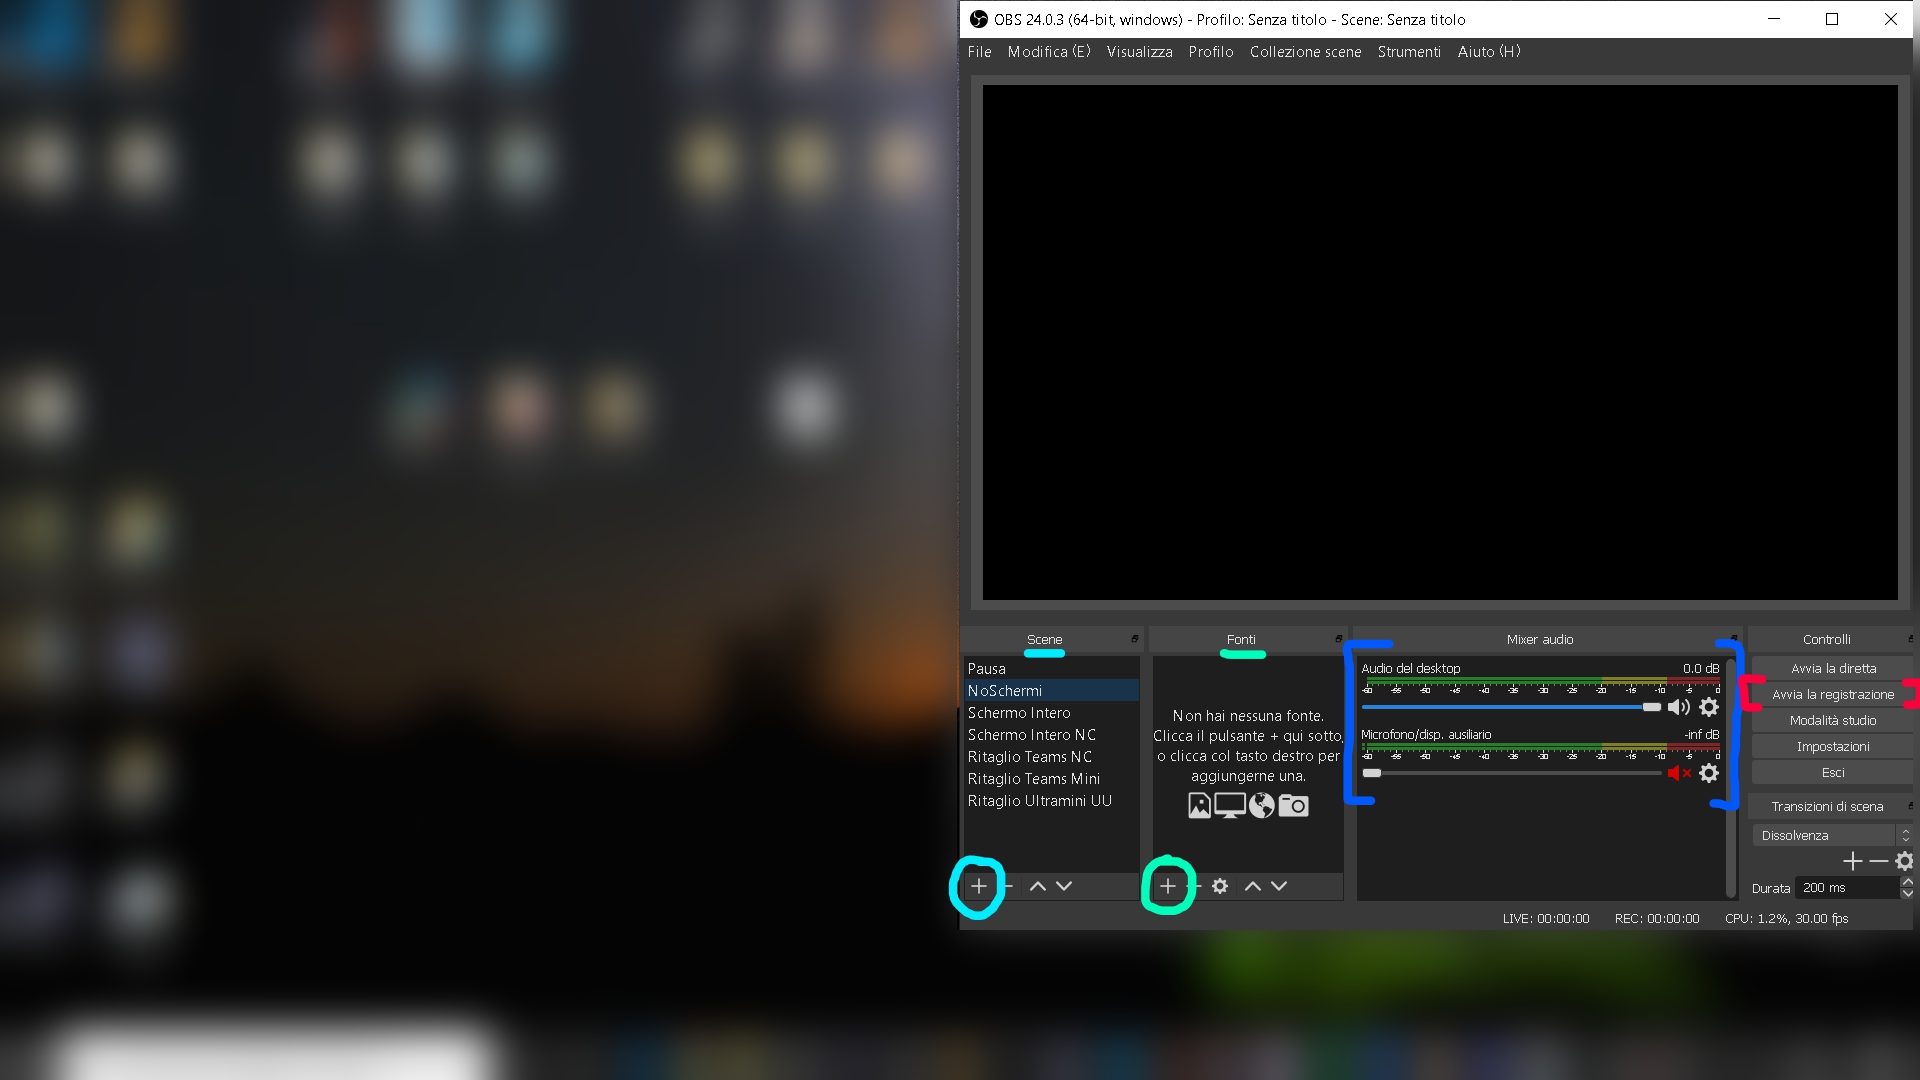 OBS 24.0.3 (64-bit, windows) - Profilo: Senza titolo - Scene: Senza titolo
File Modifica (E) Visualizza Profilo Collezione scene Strumenti Aiuto (H)
Scene
Pausa
NoSchermi
Schermo Intero
Schermo Intero NC
Ritaglio Teams NC
Ritaglio Teams Mini
Ritaglio Ultramini UU
Fonti
Non hai nessuna fonte.
Clicca il pulsante + qui sotto,
o clicca col tasto destro per
aggiungerne una.
Mixer audio
Audio del desktop 0.0 dB
-60 -55 -50 -45 -40 -35 -30 -25 -20 -15 -10 -5 0
Microfono/disp. ausiliario -inf dB
-60 -55 -50 -45 -40 -35 -30 -25 -20 -15 -10 -5 0
Controlli
Avvia la diretta
Avvia la registrazione
Modalità studio
Impostazioni
Esci
Transizioni di scena
Dissolvenza
Durata 200 ms
LIVE: 00:00:00 REC: 00:00:00 CPU: 1.2%, 30.00 fps